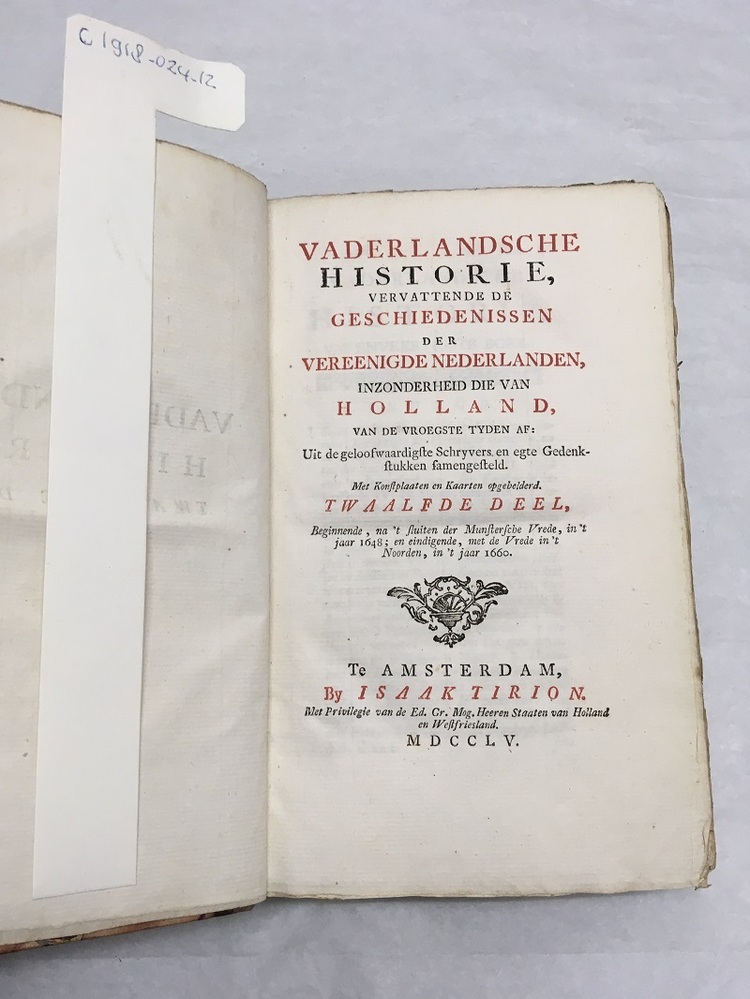 C 1918-024-12
VADERLANDSCHE
HISTORIE,
VERVATTENDE DE
GESCHIEDENISSEN
DER
VEREENIGDE NEDERLANDEN,
INZONDERHEID DIE VAN
HOLLAND,
VAN DE VROEGSTE TYDEN AF:
Uit de geloofwaardigſte Schryvers en egte Gedenk-
ſtukken ſamengeſteld.
Met Konſtplaaten en Kaarten opgehelderd.
TWAALFDE DEEL,
Beginnende, na 't ſluiten der Munſterſche Vrede, in 't
jaar 1648; en eindigende, met de Vrede in 't
Noorden, in 't jaar 1660.
Te AMSTERDAM,
By ISAAK TIRION.
Met Privilegie van de Ed. Gr. Mog. Heeren Staaten van Holland
en Weſtfriesland.
MDCCLV.